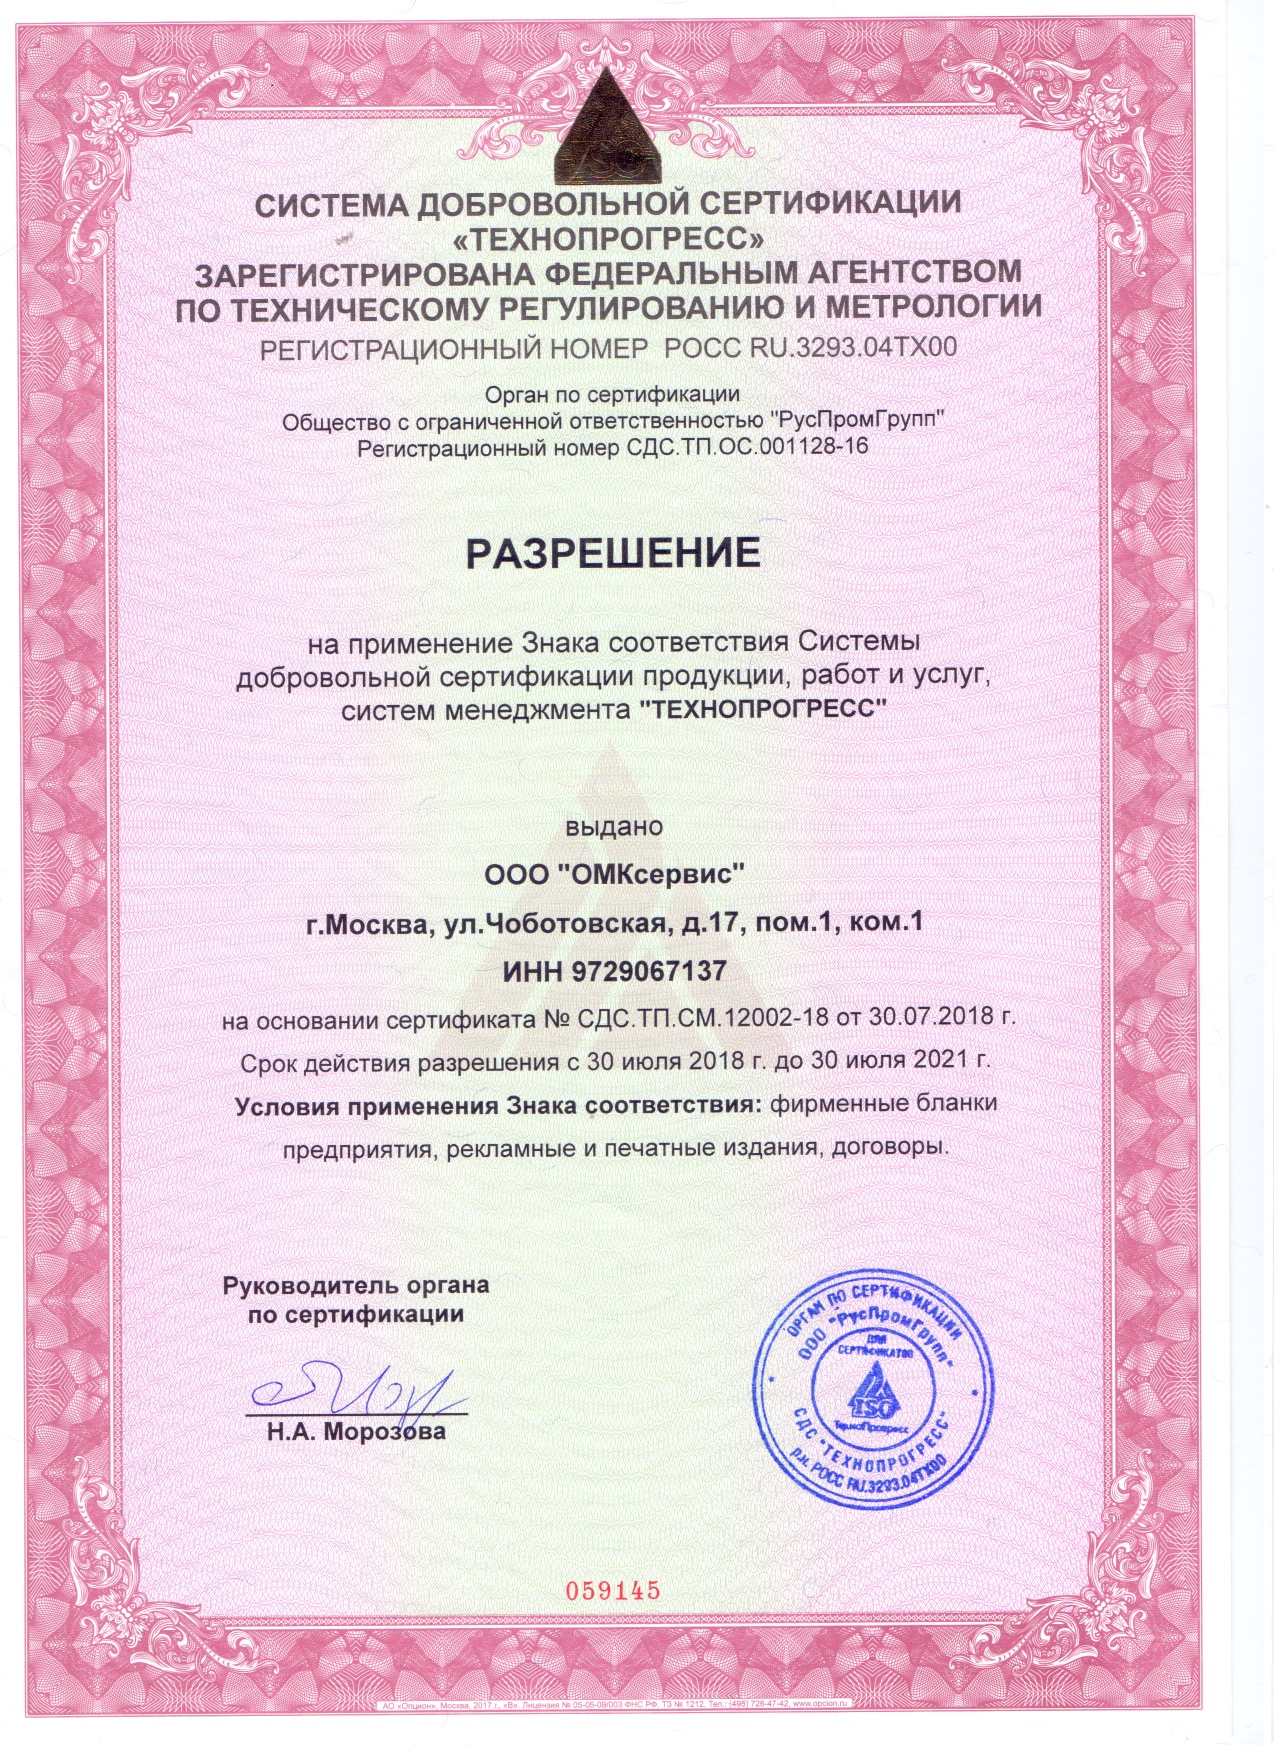 СИСТЕМА ДОБРОВОЛЬНОЙ СЕРТИФИКАЦИИ
«ТЕХНОПРОГРЕСС»
ЗАРЕГИСТРИРОВАНА ФЕДЕРАЛЬНЫМ АГЕНТСТВОМ
ПО ТЕХНИЧЕСКОМУ РЕГУЛИРОВАНИЮ И МЕТРОЛОГИИ
РЕГИСТРАЦИОННЫЙ НОМЕР РОСС RU.3293.04ТХ00
Орган по сертификации
Общество с ограниченной ответственностью "РусПромГрупп"
Регистрационный номер СДС.ТП.ОС.001128-16
РАЗРЕШЕНИЕ
на применение Знака соответствия Системы
добровольной сертификации продукции, работ и услуг,
систем менеджмента "ТЕХНОПРОГРЕСС"
выдано
ООО "ОМКсервис"
г.Москва, ул.Чоботовская, д.17, пом.1, ком.1
ИНН 9729067137
на основании сертификата № СДС.ТП.СМ.12002-18 от 30.07.2018 г.
Срок действия разрешения с 30 июля 2018 г. до 30 июля 2021 г.
Условия применения Знака соответствия: фирменные бланки
предприятия, рекламные и печатные издания, договоры.
Руководитель органа
по сертификации
Н.А. Морозова
ОРГАН ПО СЕРТИФИКАЦИИ
ООО "РусПромГрупп"
ДЛЯ
СЕРТИФИКАТОВ
ISO
ТехноПрогресс
СДС "ТЕХНОПРОГРЕСС"
р.н. РОСС RU.3293.04ТХ00
059145
АО «Опцион», Москва, 2017 г., «В». Лицензия № 05-05-09/003 ФНС РФ. ТЗ № 1212. Тел.: (495) 726-47-42, www.opcion.ru